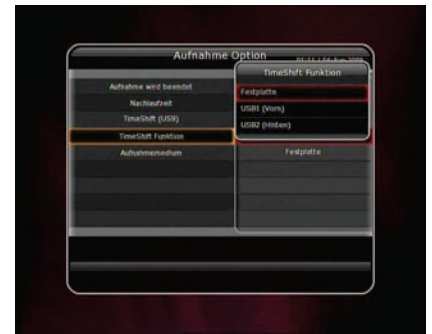 Aufnahme Option
TimeShift Funktion
Aufnahme wird beendet
Nachlaufzeit
TimeShift (USB)
TimeShift Funktion
Aufnahmemedium
Festplatte
USB1 (Vorn)
USB2 (Hinten)
Festplatte